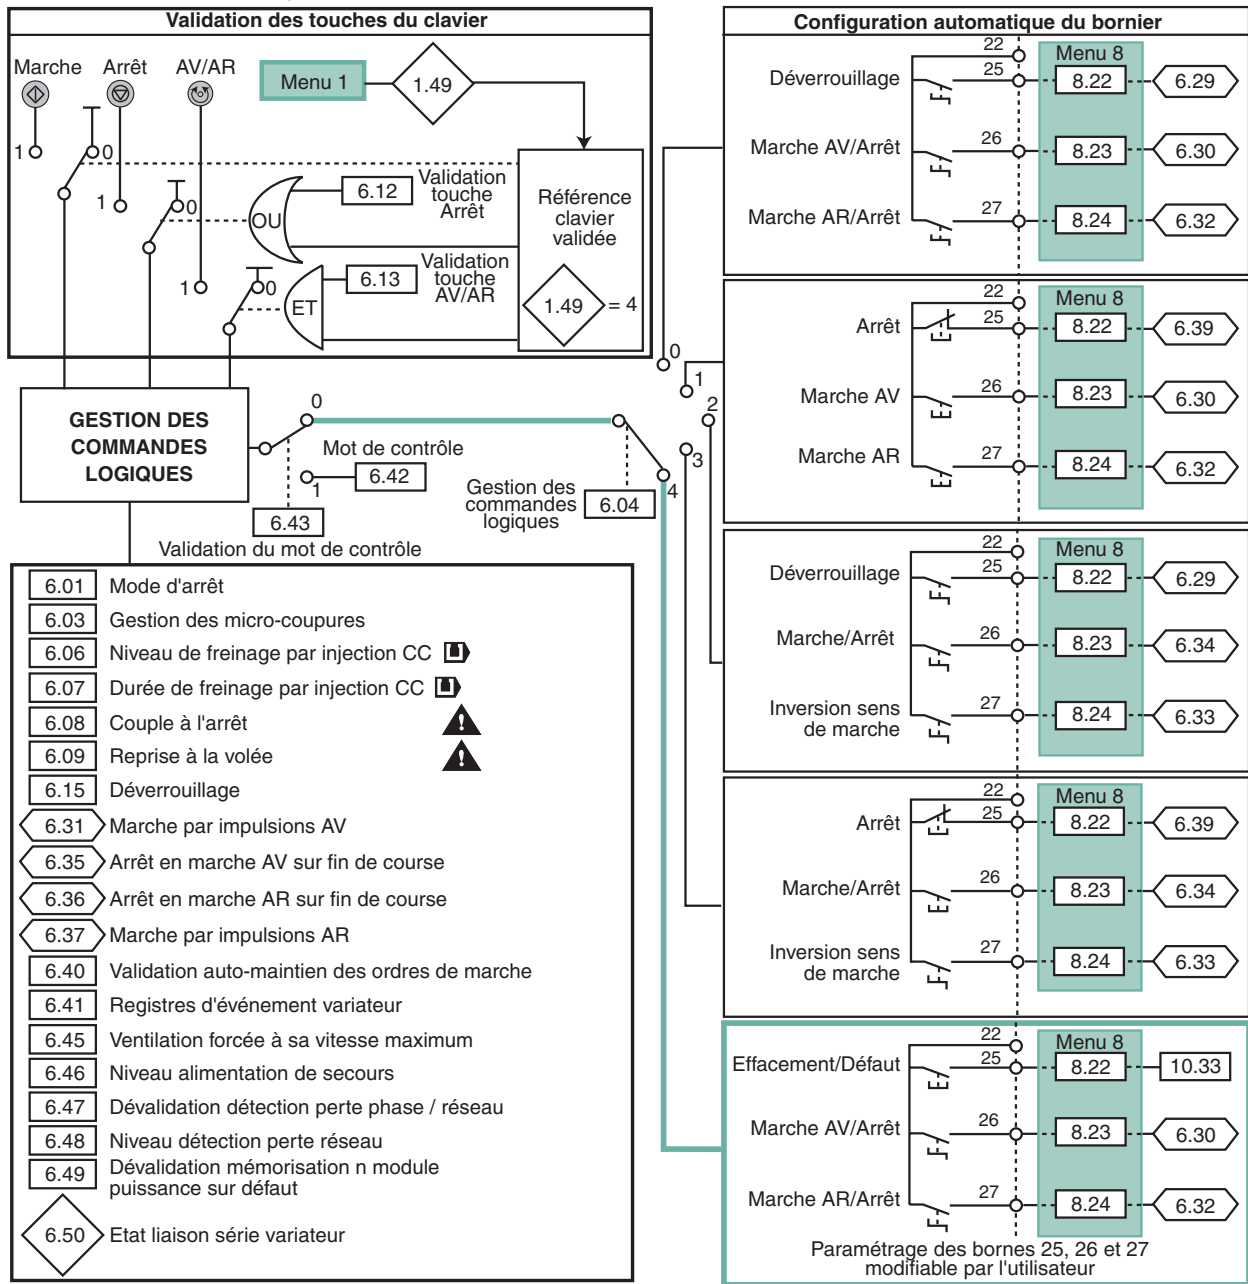 Validation des touches du clavier
Marche Arrêt AV/AR
Menu 1
1.49
1
0
1
0
1
0
OU
ET
6.12
Validation
touche
Arrêt
6.13
Validation
touche
AV/AR
Référence
clavier
validée
1.49 = 4
GESTION DES
COMMANDES
LOGIQUES
0
1
Mot de contrôle
6.42
6.43
Validation du mot de contrôle
Gestion des
commandes
logiques
6.04
0
1
2
3
4
6.01 Mode d'arrêt
6.03 Gestion des micro-coupures
6.06 Niveau de freinage par injection CC
6.07 Durée de freinage par injection CC
6.08 Couple à l'arrêt
6.09 Reprise à la volée
6.15 Déverrouillage
6.31 Marche par impulsions AV
6.35 Arrêt en marche AV sur fin de course
6.36 Arrêt en marche AR sur fin de course
6.37 Marche par impulsions AR
6.40 Validation auto-maintien des ordres de marche
6.41 Registres d'événement variateur
6.45 Ventilation forcée à sa vitesse maximum
6.46 Niveau alimentation de secours
6.47 Dévalidation détection perte phase / réseau
6.48 Niveau détection perte réseau
6.49 Dévalidation mémorisation n module
puissance sur défaut
6.50 Etat liaison série variateur
Configuration automatique du bornier
22 Menu 8
Déverrouillage 25 8.22 6.29
Marche AV/Arrêt 26 8.23 6.30
Marche AR/Arrêt 27 8.24 6.32
22 Menu 8
Arrêt 25 8.22 6.39
Marche AV 26 8.23 6.30
Marche AR 27 8.24 6.32
22 Menu 8
Déverrouillage 25 8.22 6.29
Marche/Arrêt 26 8.23 6.34
Inversion sens
de marche 27 8.24 6.33
22 Menu 8
Arrêt 25 8.22 6.39
Marche/Arrêt 26 8.23 6.34
Inversion sens
de marche 27 8.24 6.33
22 Menu 8
Effacement/Défaut 25 8.22 10.33
Marche AV/Arrêt 26 8.23 6.30
Marche AR/Arrêt 27 8.24 6.32
Paramétrage des bornes 25, 26 et 27
modifiable par l'utilisateur